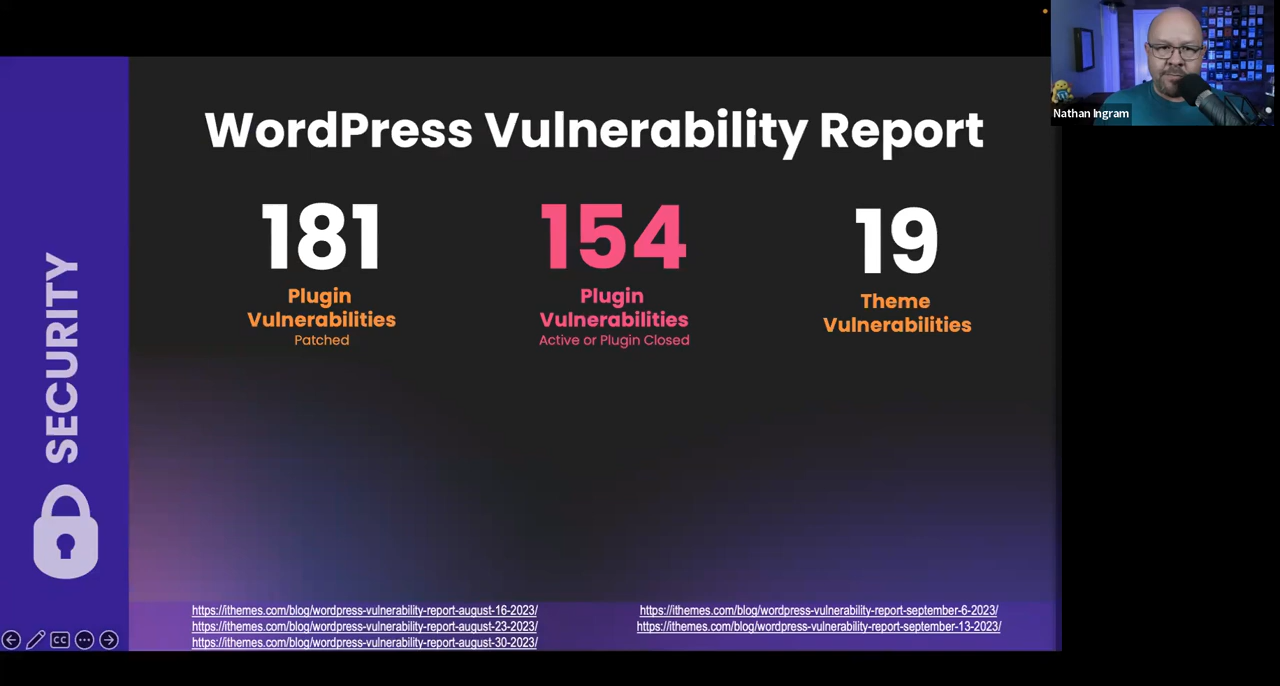 Nathan Ingram
SECURITY
WordPress Vulnerability Report
181
Plugin
Vulnerabilities
Patched
154
Plugin
Vulnerabilities
Active or Plugin Closed
19
Theme
Vulnerabilities
https://ithemes.com/blog/wordpress-vulnerability-report-august-16-2023/
https://ithemes.com/blog/wordpress-vulnerability-report-august-23-2023/
https://ithemes.com/blog/wordpress-vulnerability-report-august-30-2023/
https://ithemes.com/blog/wordpress-vulnerability-report-september-6-2023/
https://ithemes.com/blog/wordpress-vulnerability-report-september-13-2023/
CC